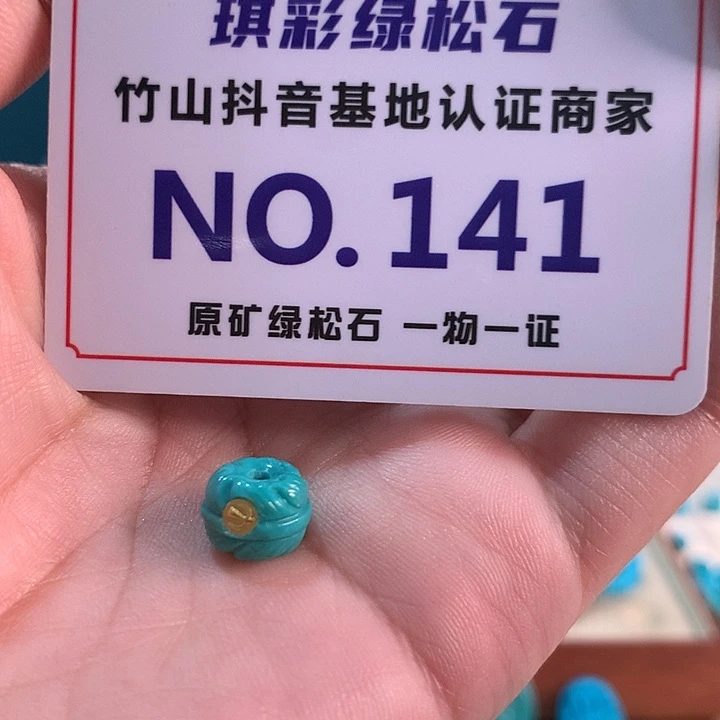 琪彩绿松石
竹山抖音基地认证商家
NO.141
原矿绿松石 一物一证